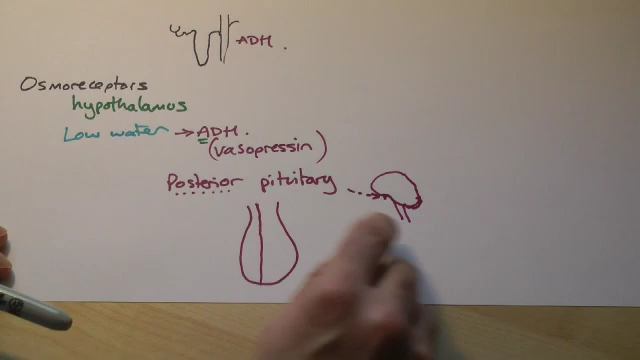 ADH.
Osmoreceptors
hypothalamus
Low water → ADH.
(vasopressin)
Posterior pituitary